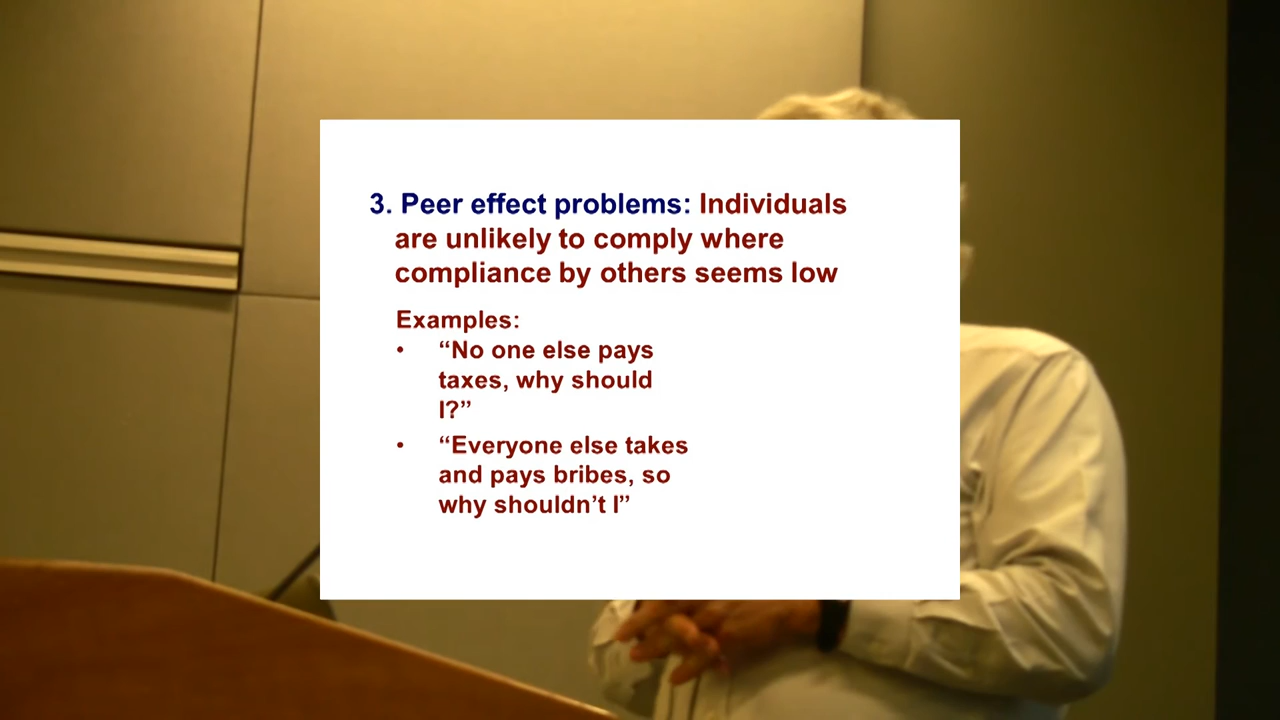 3. Peer effect problems: Individuals
are unlikely to comply where
compliance by others seems low
Examples:
• “No one else pays
taxes, why should
I?”
• “Everyone else takes
and pays bribes, so
why shouldn’t I”